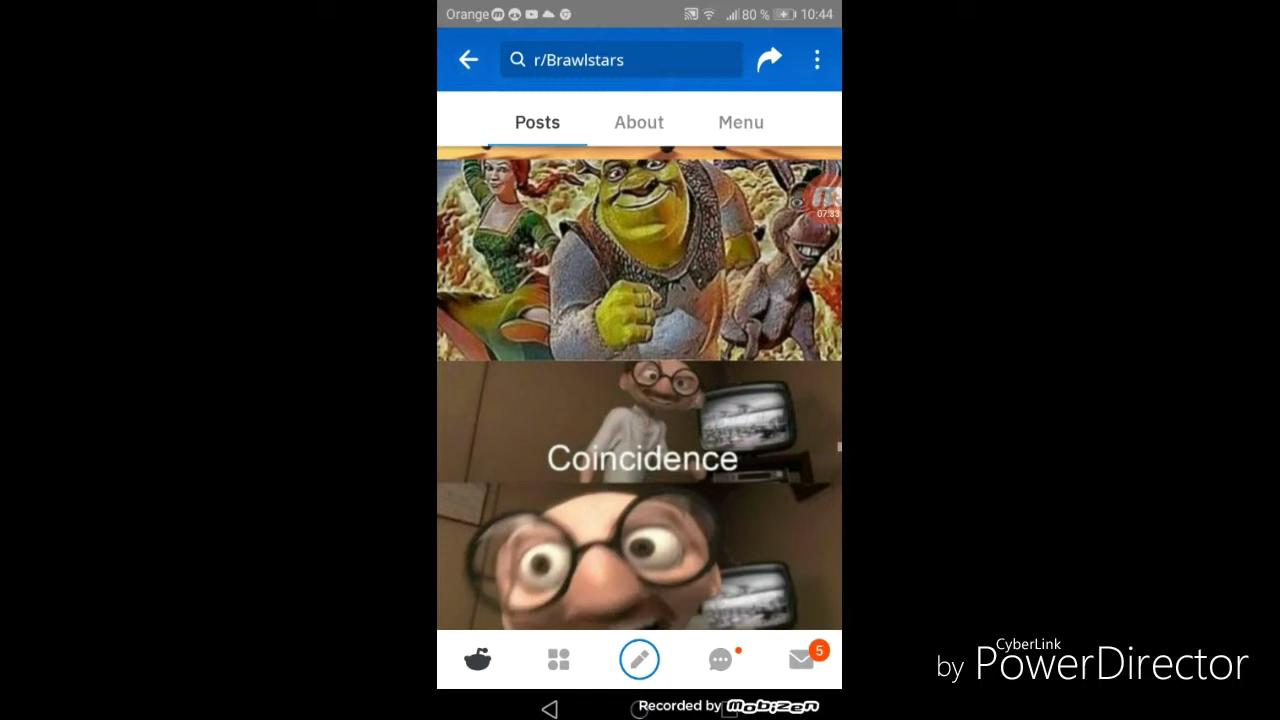 Orange 80 % 10:44
r/Brawlstars
Posts About Menu
07:33
Coincidence
5
CyberLink
by PowerDirector
Recorded by Mobizen